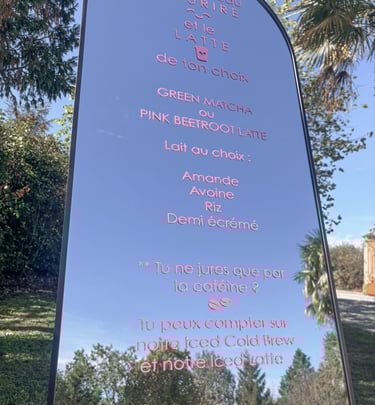 et le
LATTE
de ton choix
GREEN MATCHA
ou
PINK BEETROOT LATTE
Lait au choix :
Amande
Avoine
Riz
Demi écrémé
** Tu ne jures que par
la caféine ?
Tu peux compter sur
notre Iced Cold Brew
et notre Iced Latte